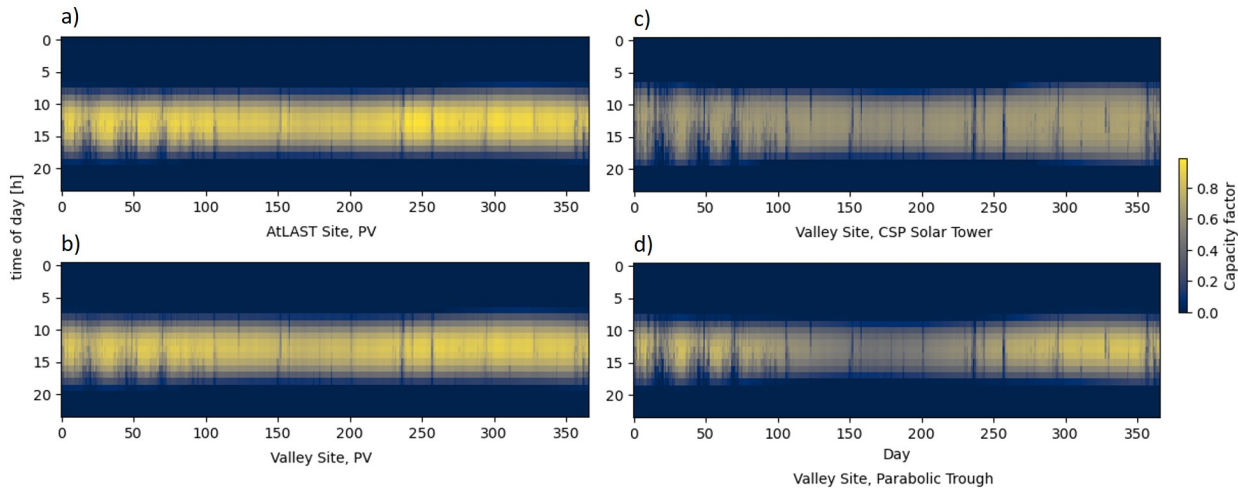 a)
0
5
10
15
20
0 50 100 150 200 250 300 350
AtLAST Site, PV
b)
0
5
10
15
20
0 50 100 150 200 250 300 350
Valley Site, PV
time of day [h]
c)
0
5
10
15
20
0 50 100 150 200 250 300 350
Valley Site, CSP Solar Tower
d)
0
5
10
15
20
0 50 100 150 200 250 300 350
Day
Valley Site, Parabolic Trough
0.8
0.6
0.4
0.2
0.0
Capacity factor